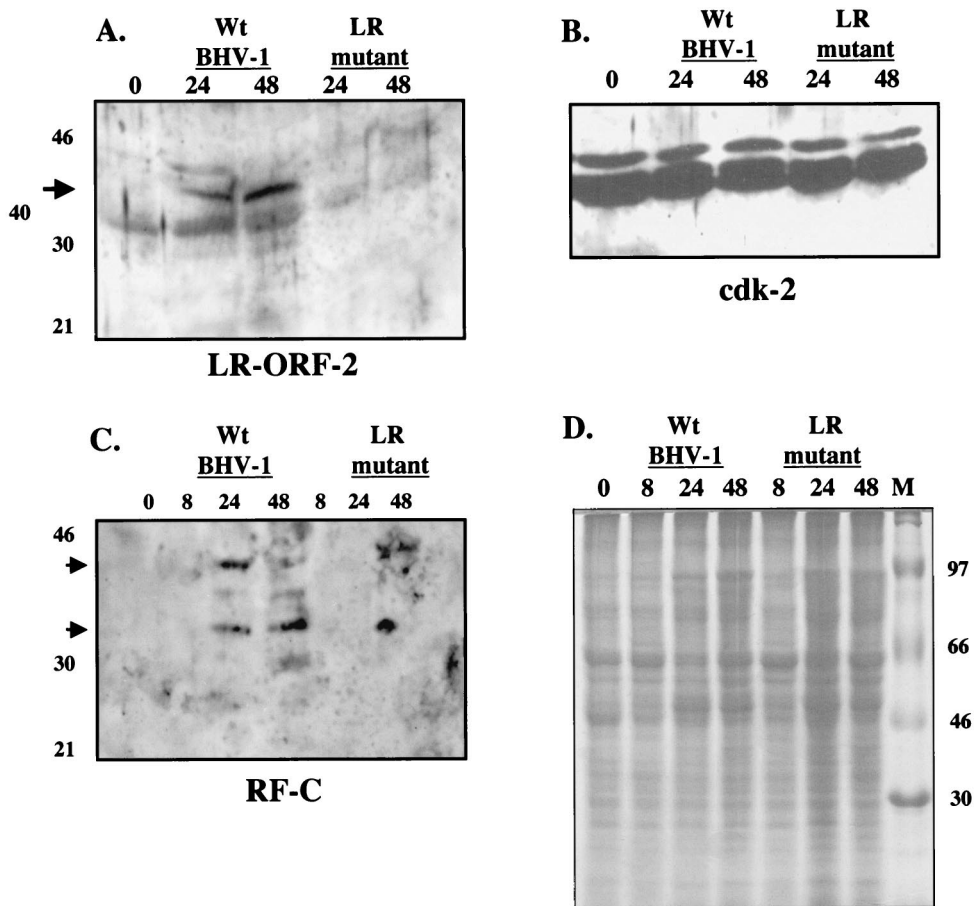 A.
Wt LR
BHV-1 mutant
0 24 48 24 48
46
40
30
21
LR-ORF-2
B.
Wt LR
BHV-1 mutant
0 24 48 24 48
cdk-2
C.
Wt LR
BHV-1 mutant
0 8 24 48 8 24 48
46
30
21
RF-C
D.
Wt LR
BHV-1 mutant
0 8 24 48 8 24 48 M
97
66
46
30